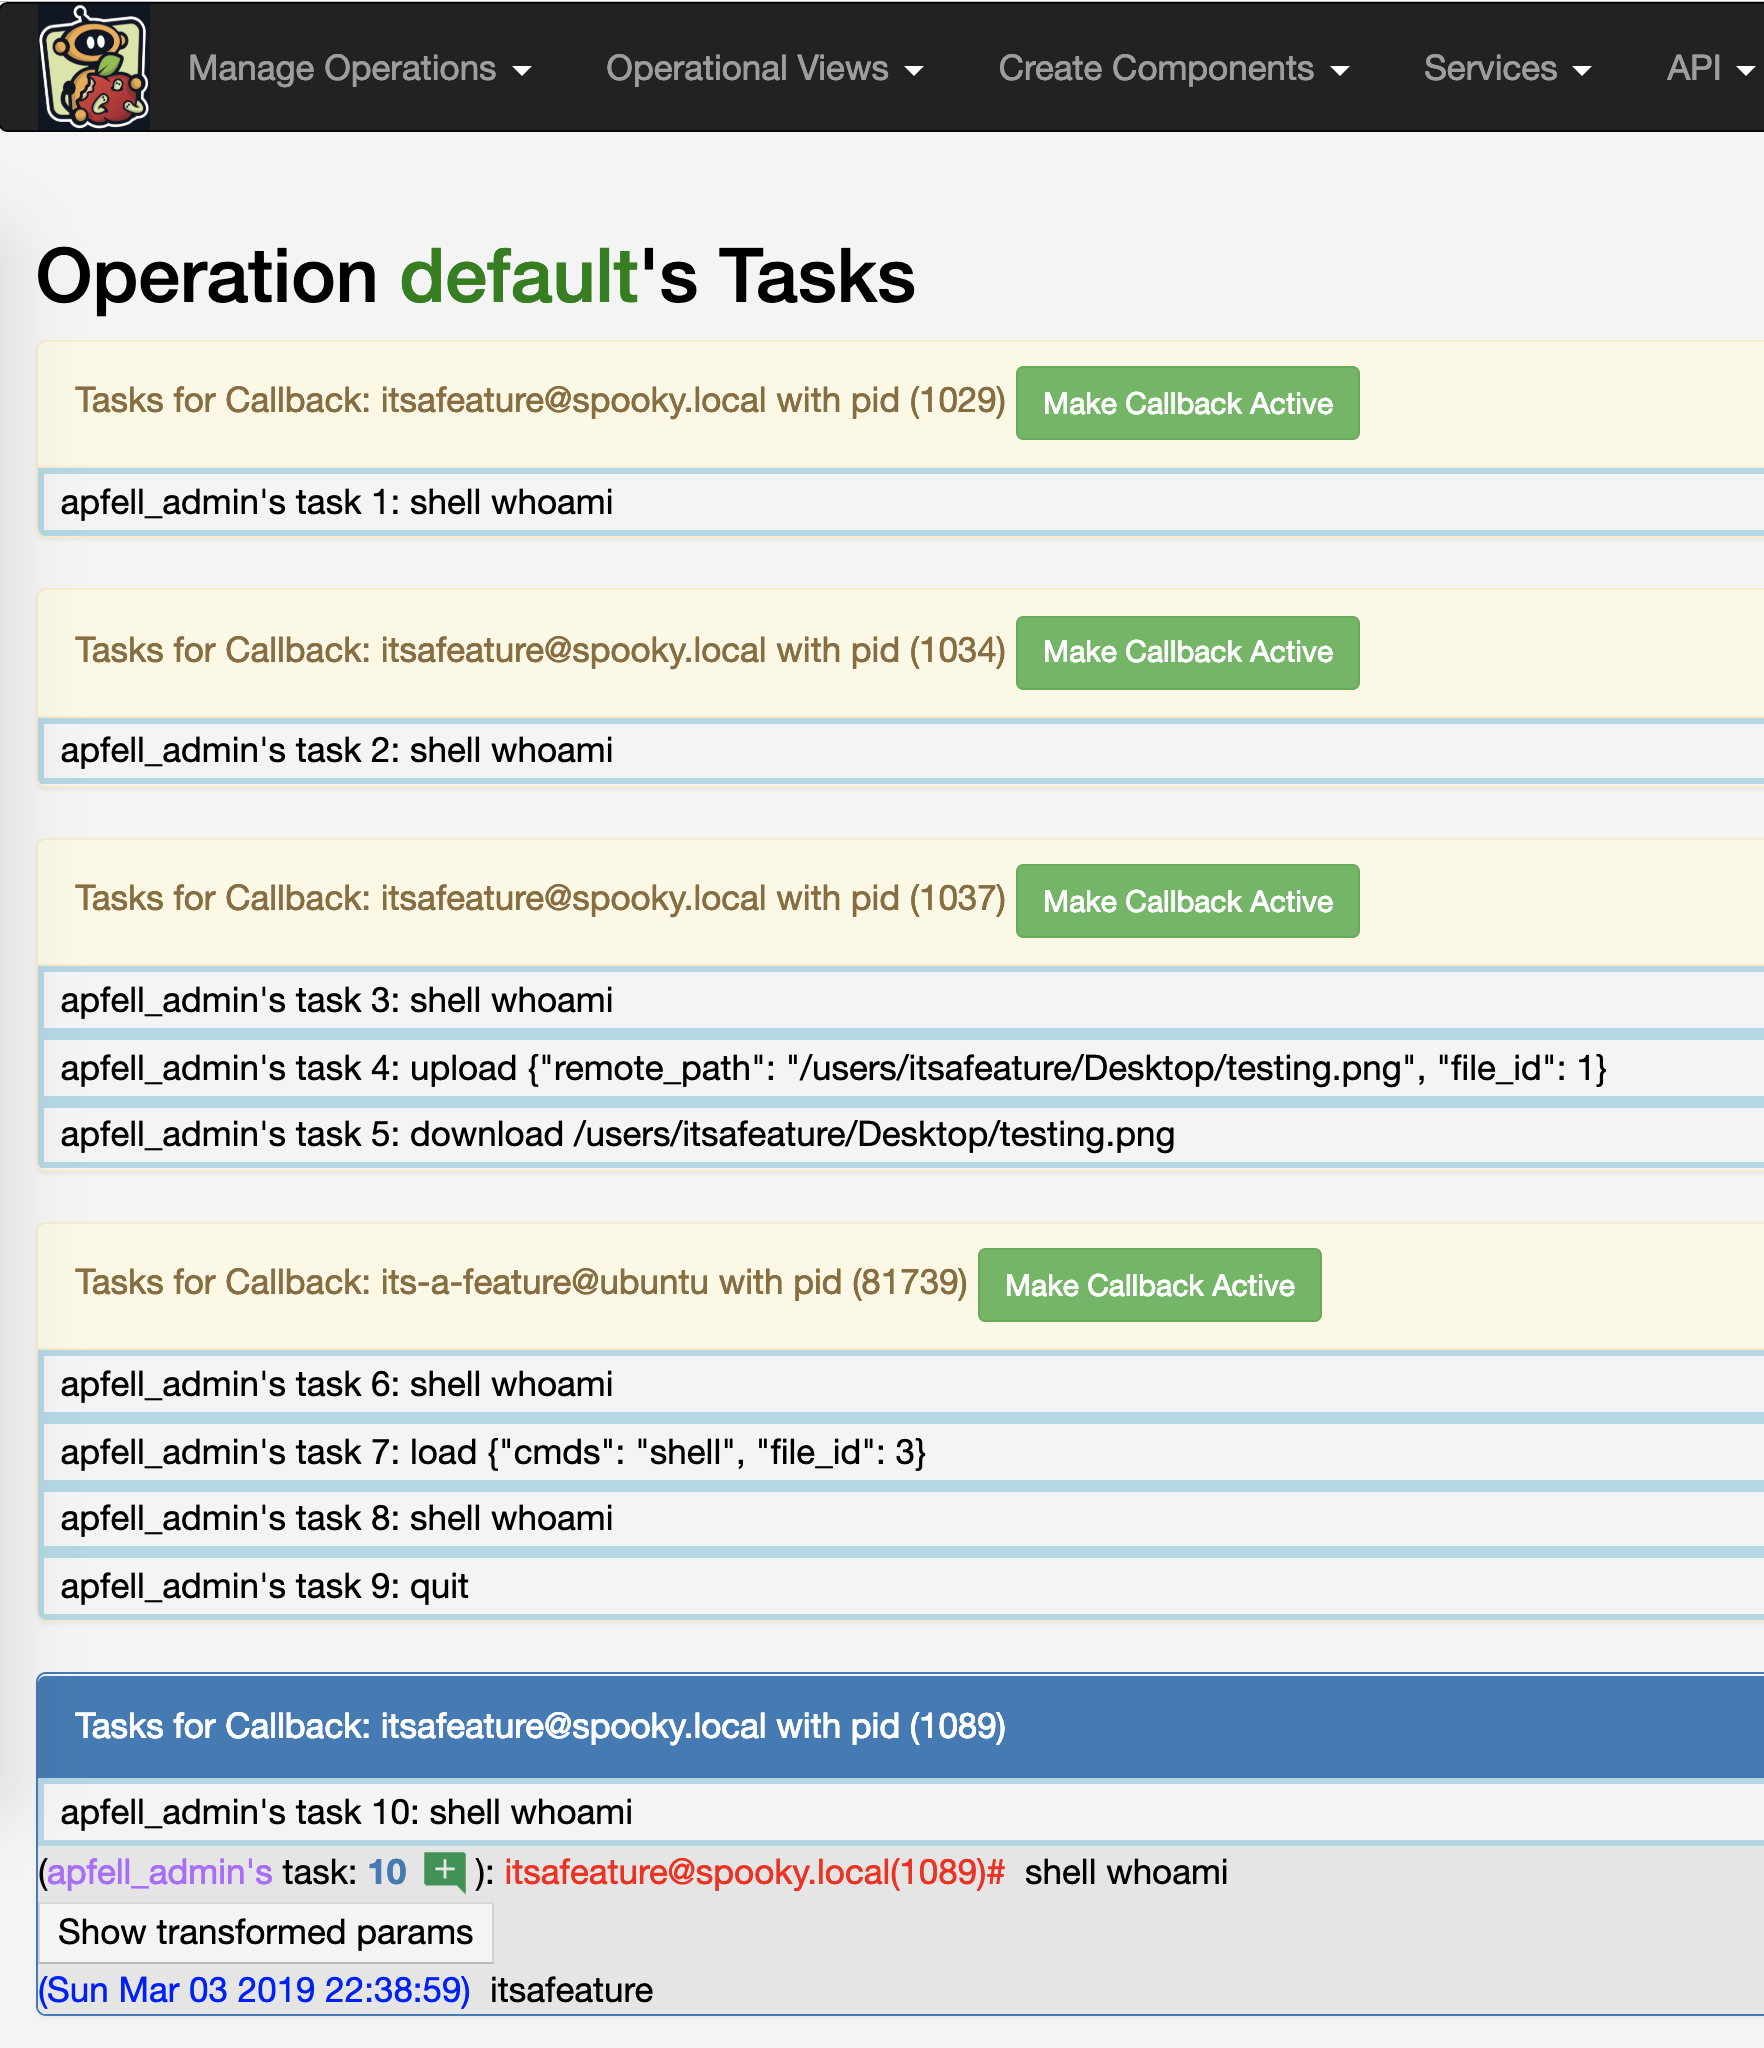 Manage Operations Operational Views Create Components Services API
Operation default's Tasks
Tasks for Callback: itsafeature@spooky.local with pid (1029) Make Callback Active
apfell_admin's task 1: shell whoami
Tasks for Callback: itsafeature@spooky.local with pid (1034) Make Callback Active
apfell_admin's task 2: shell whoami
Tasks for Callback: itsafeature@spooky.local with pid (1037) Make Callback Active
apfell_admin's task 3: shell whoami
apfell_admin's task 4: upload {"remote_path": "/users/itsafeature/Desktop/testing.png", "file_id": 1}
apfell_admin's task 5: download /users/itsafeature/Desktop/testing.png
Tasks for Callback: its-a-feature@ubuntu with pid (81739) Make Callback Active
apfell_admin's task 6: shell whoami
apfell_admin's task 7: load {"cmds": "shell", "file_id": 3}
apfell_admin's task 8: shell whoami
apfell_admin's task 9: quit
Tasks for Callback: itsafeature@spooky.local with pid (1089)
apfell_admin's task 10: shell whoami
(apfell_admin's task: 10 ): itsafeature@spooky.local(1089)# shell whoami
Show transformed params
(Sun Mar 03 2019 22:38:59) itsafeature